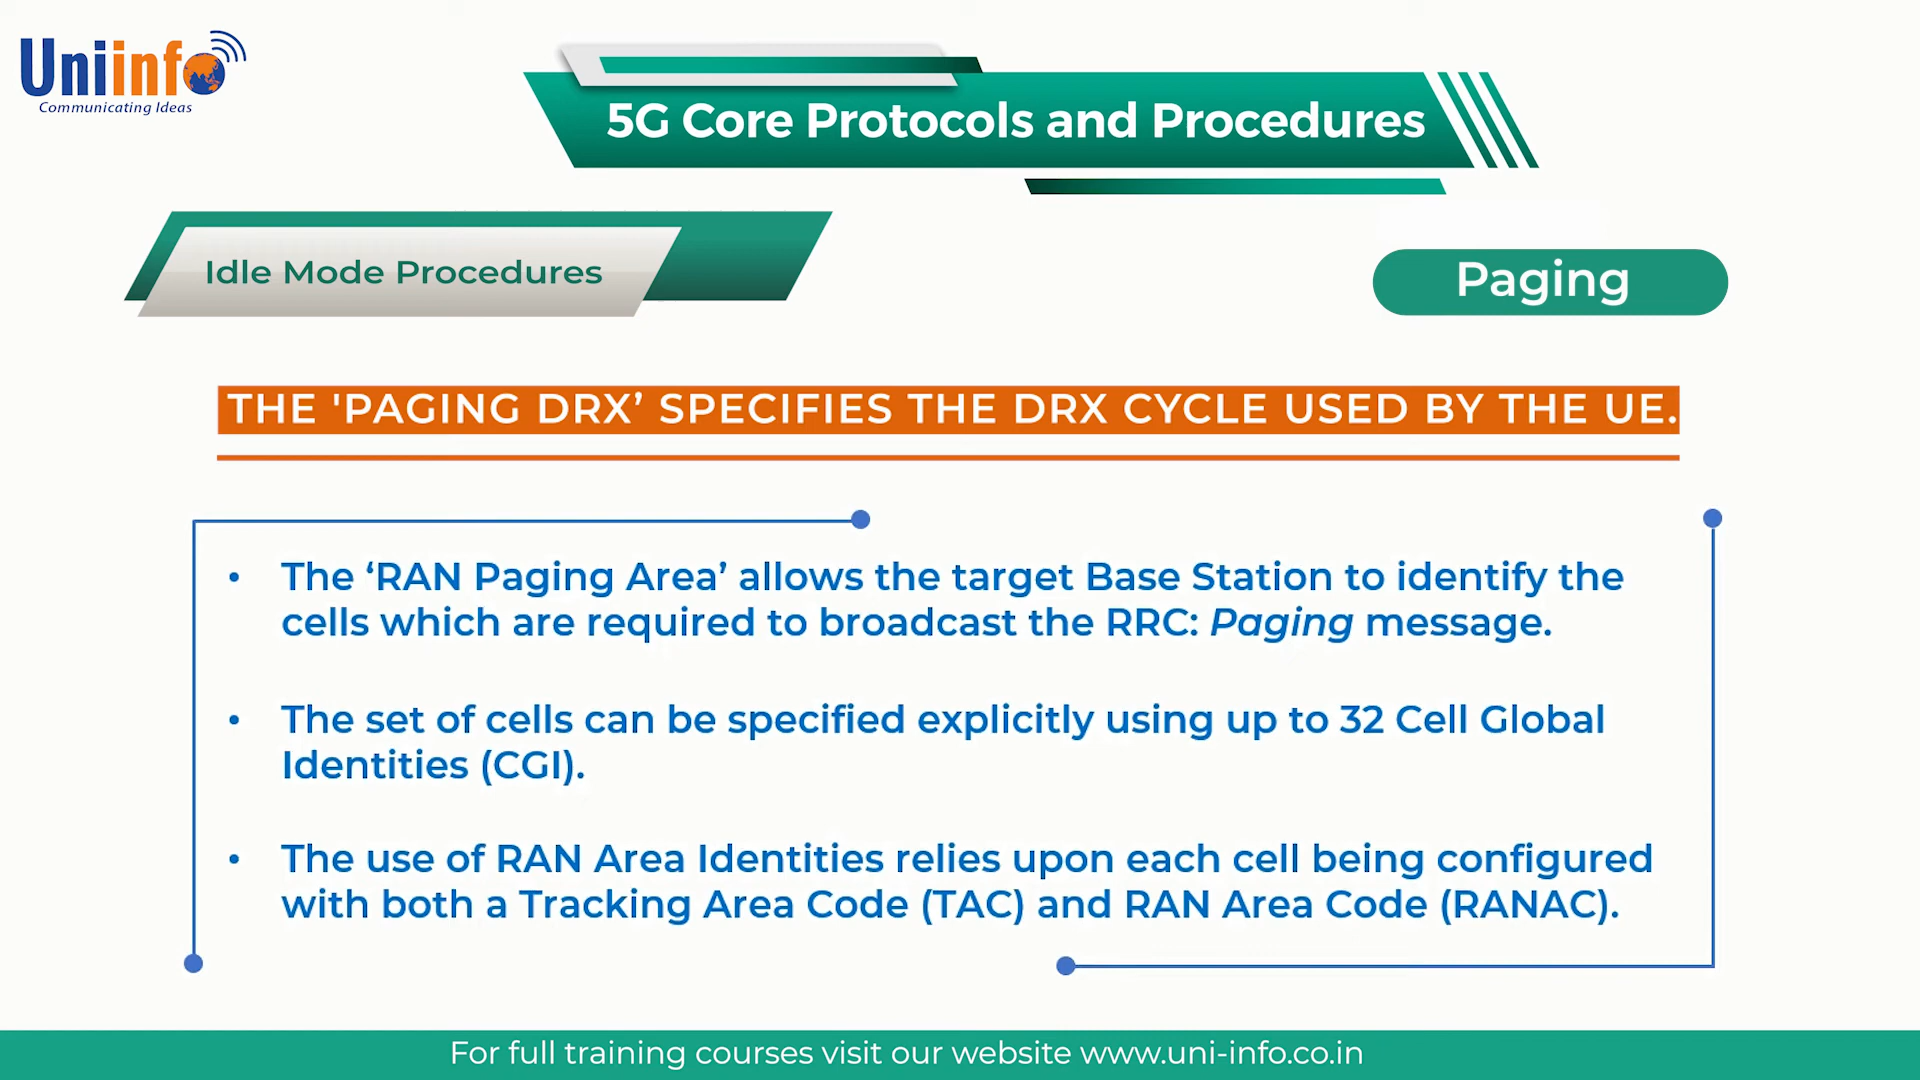 Uniinfo
Communicating Ideas
5G Core Protocols and Procedures
Idle Mode Procedures
Paging
THE 'PAGING DRX’ SPECIFIES THE DRX CYCLE USED BY THE UE.
• The ‘RAN Paging Area’ allows the target Base Station to identify the
cells which are required to broadcast the RRC: Paging message.
• The set of cells can be specified explicitly using up to 32 Cell Global
Identities (CGI).
• The use of RAN Area Identities relies upon each cell being configured
with both a Tracking Area Code (TAC) and RAN Area Code (RANAC).
For full training courses visit our website www.uni-info.co.in